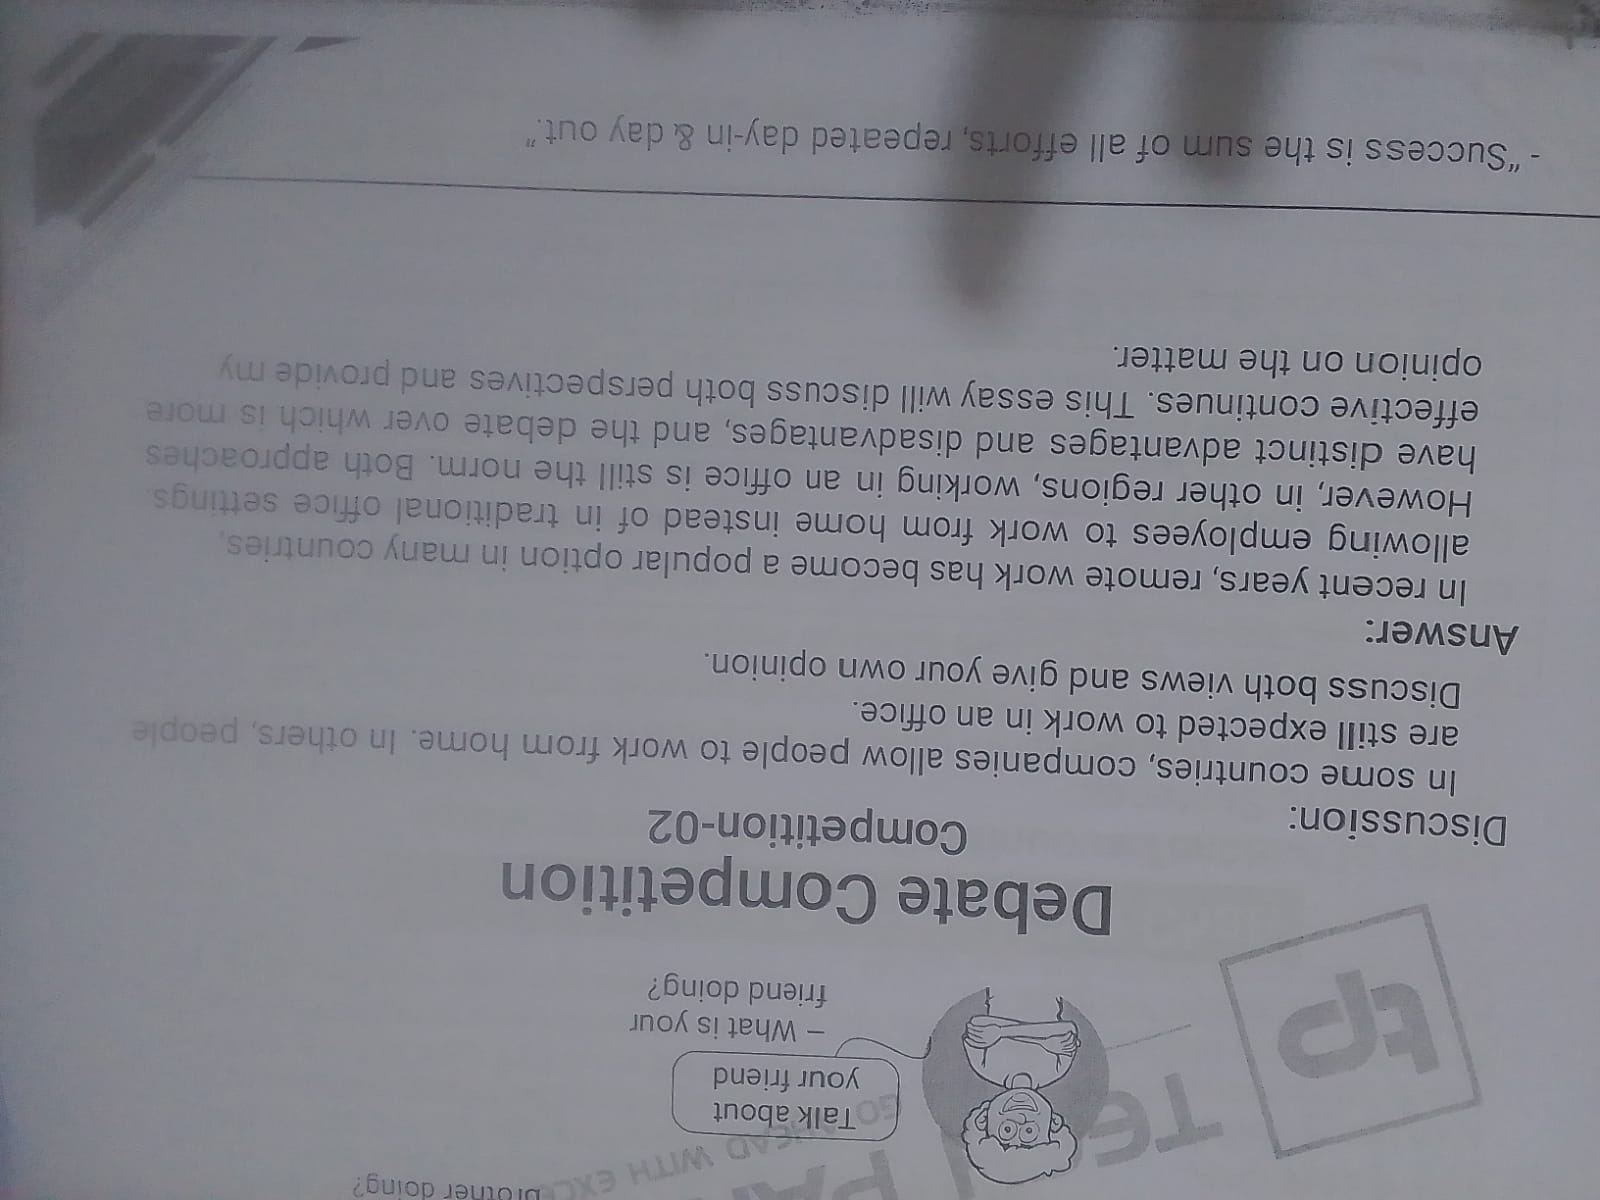 brother doing?
Talk about
your friend
– What is your
friend doing?
tp
GO AHEAD WITH EXCE
Debate Competition
Competition-02
Discussion:
In some countries, companies allow people to work from home. In others, people
are still expected to work in an office.
Discuss both views and give your own opinion.
Answer:
In recent years, remote work has become a popular option in many countries,
allowing employees to work from home instead of in traditional office settings
However, in other regions, working in an office is still the norm. Both approaches
have distinct advantages and disadvantages, and the debate over which is more
effective continues. This essay will discuss both perspectives and provide my
opinion on the matter.
- "Success is the sum of all efforts, repeated day-in & day out."